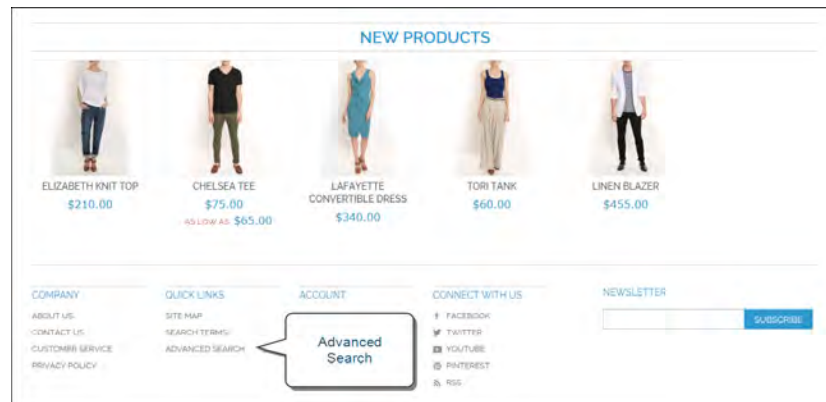 NEW PRODUCTS
ELIZABETH KNIT TOP
$210.00
CHELSEA TEE
$75.00
AS LOW AS: $65.00
LAFAYETTE
CONVERTIBLE DRESS
$340.00
TORI TANK
$60.00
LINEN BLAZER
$455.00
COMPANY
ABOUT US
CONTACT US
CUSTOMER SERVICE
PRIVACY POLICY
QUICK LINKS
SITE MAP
SEARCH TERMS
ADVANCED SEARCH
ACCOUNT
Advanced
Search
CONNECT WITH US
FACEBOOK
TWITTER
YOUTUBE
PINTEREST
RSS
NEWSLETTER
SUBSCRIBE